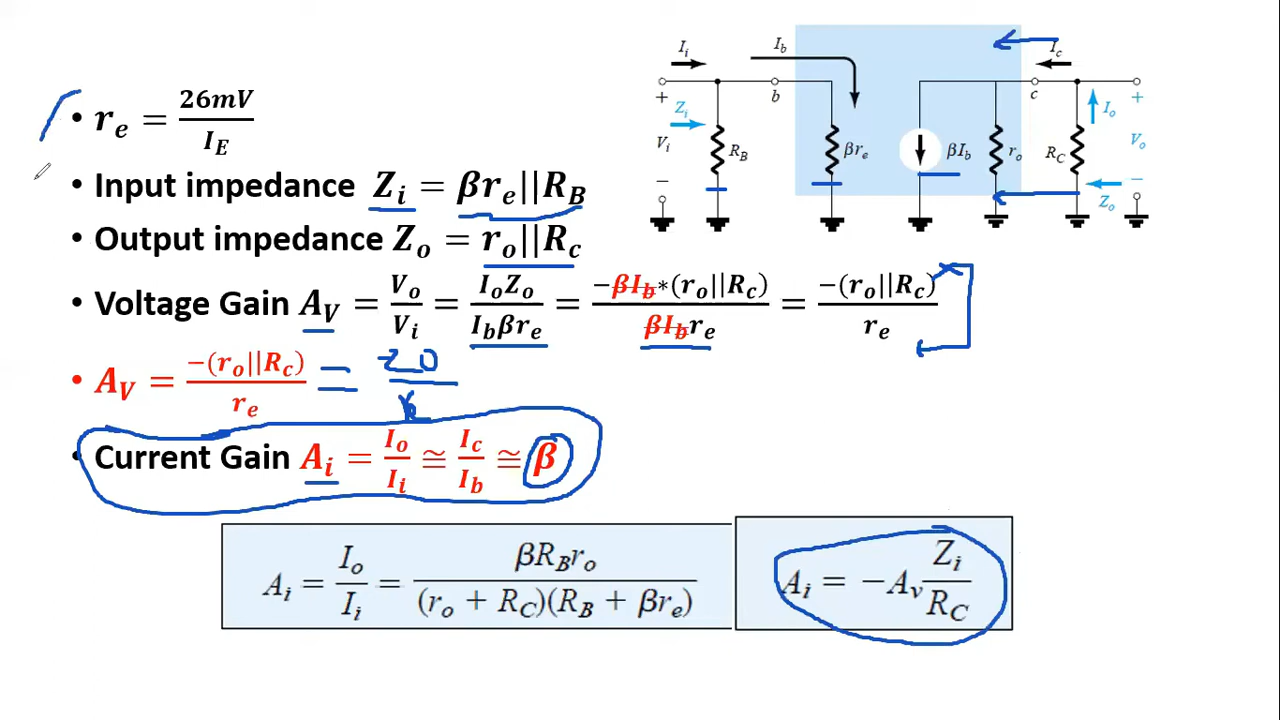 • r_e = 26mV / I_E
• Input impedance Z_i = βr_e||R_B
• Output impedance Z_o = r_o||R_c
• Voltage Gain A_V = V_o / V_i = I_oZ_o / I_bβr_e = -βI_b*(r_o||R_c) / βI_br_e = -(r_o||R_c) / r_e
• A_V = -(r_o||R_c) / r_e = Zo
• Current Gain A_i = I_o / I_i ≅ I_c / I_b ≅ β
A_i = I_o / I_i = βR_Br_o / (r_o + R_C)(R_B + βr_e)
A_i = -A_v Z_i / R_C
I_i
I_b
I_c
+
b
c
+
Z_i
I_o
V_i
R_B
βr_e
βI_b
r_o
R_C
V_o
−
Z_o
−